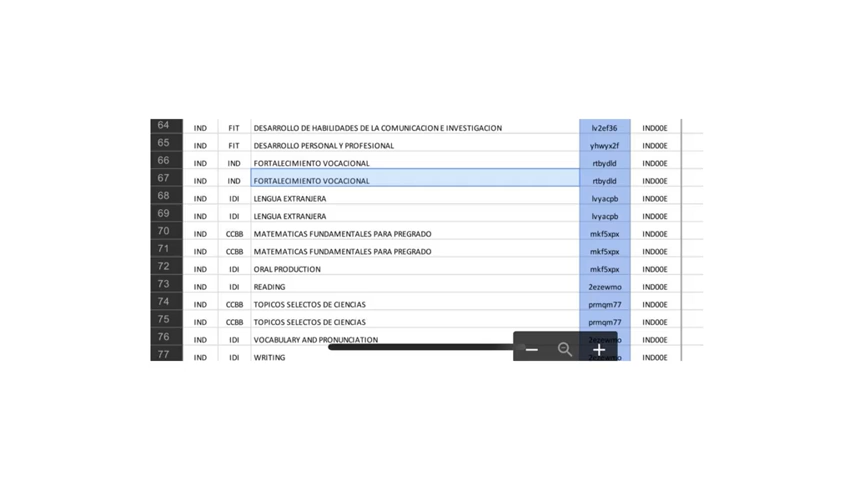 64 IND FIT DESARROLLO DE HABILIDADES DE LA COMUNICACION E INVESTIGACION lv2ef36 IND00E
65 IND FIT DESARROLLO PERSONAL Y PROFESIONAL yhwyx2f IND00E
66 IND IND FORTALECIMIENTO VOCACIONAL rtbydld IND00E
67 IND IND FORTALECIMIENTO VOCACIONAL rtbydld IND00E
68 IND IDI LENGUA EXTRANJERA lvyacpb IND00E
69 IND IDI LENGUA EXTRANJERA lvyacpb IND00E
70 IND CCBB MATEMATICAS FUNDAMENTALES PARA PREGRADO mkf5xpx IND00E
71 IND CCBB MATEMATICAS FUNDAMENTALES PARA PREGRADO mkf5xpx IND00E
72 IND IDI ORAL PRODUCTION mkf5xpx IND00E
73 IND IDI READING 2ezewmo IND00E
74 IND CCBB TOPICOS SELECTOS DE CIENCIAS prmqm77 IND00E
75 IND CCBB TOPICOS SELECTOS DE CIENCIAS prmqm77 IND00E
76 IND IDI VOCABULARY AND PRONUNCIATION IND00E
77 IND IDI WRITING IND00E